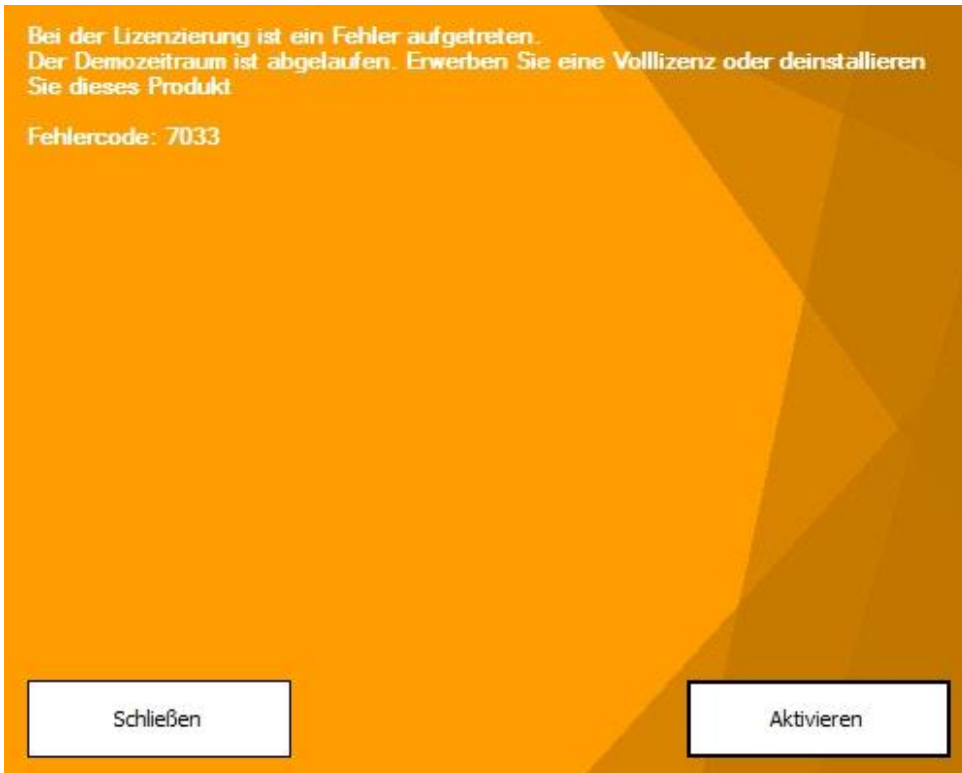 Bei der Lizenzierung ist ein Fehler aufgetreten.
Der Demozeitraum ist abgelaufen. Erwerben Sie eine Volllizenz oder deinstallieren
Sie dieses Produkt
Fehlercode: 7033
Schließen
Aktivieren